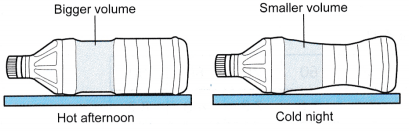 Bigger volume
Smaller volume
Hot afternoon
Cold night